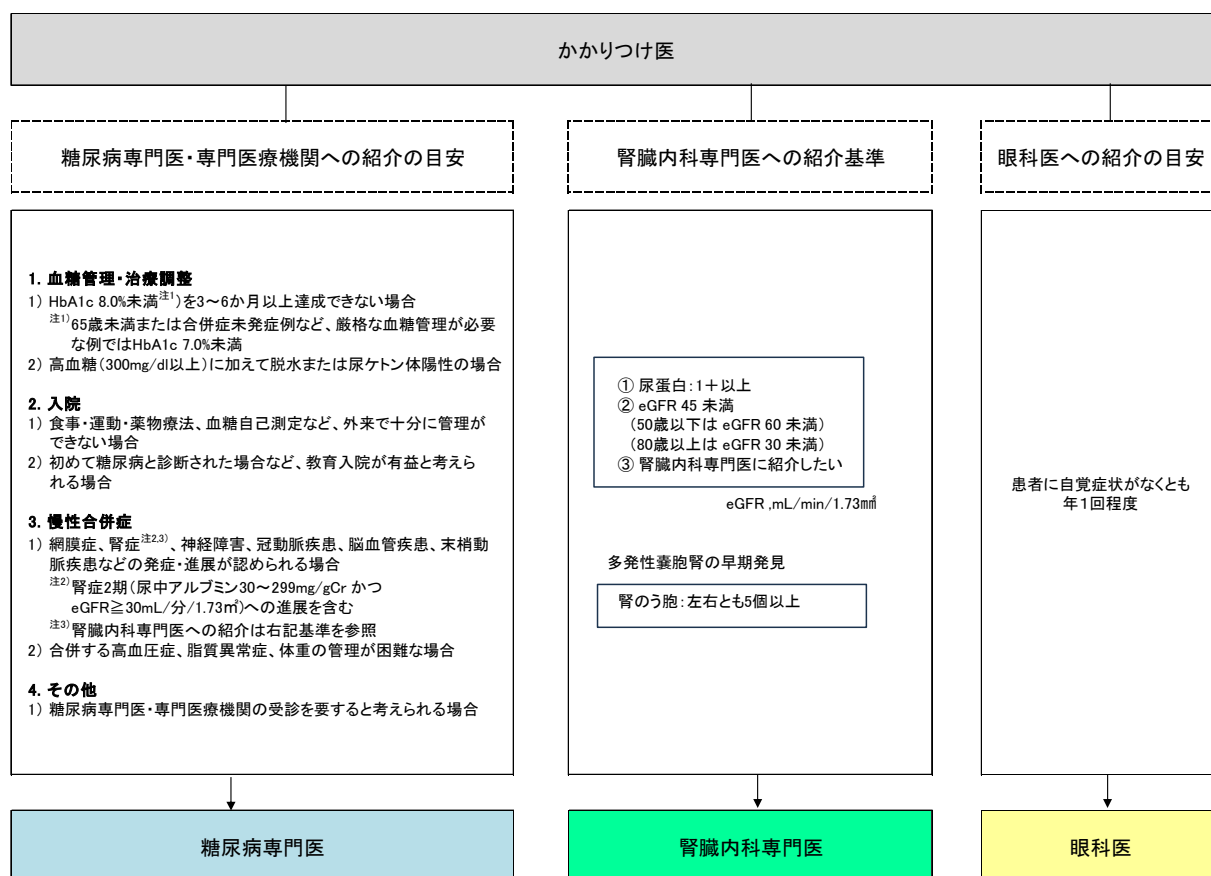 かかりつけ医
糖尿病専門医・専門医療機関への紹介の目安
腎臓内科専門医への紹介基準
眼科医への紹介の目安
1. 血糖管理・治療調整
1） HbA1c 8.0%未満注1）を3～6か月以上達成できない場合
注1）65歳未満または合併症未発症例など、厳格な血糖管理が必要
な例ではHbA1c 7.0%未満
2） 高血糖（300mg/dl以上）に加えて脱水または尿ケトン体陽性の場合
2. 入院
1） 食事・運動・薬物療法、血糖自己測定など、外来で十分に管理が
できない場合
2） 初めて糖尿病と診断された場合など、教育入院が有益と考えら
れる場合
3. 慢性合併症
1） 網膜症、腎症注2,3）、神経障害、冠動脈疾患、脳血管疾患、末梢動
脈疾患などの発症・進展が認められる場合
注2）腎症2期（尿中アルブミン30～299mg/gCr かつ
eGFR≧30mL/分/1.73㎡）への進展を含む
注3）腎臓内科専門医への紹介は右記基準を参照
2） 合併する高血圧症、脂質異常症、体重の管理が困難な場合
4. その他
1） 糖尿病専門医・専門医療機関の受診を要すると考えられる場合
① 尿蛋白：1＋以上
② eGFR 45 未満
（50歳以下は eGFR 60 未満）
（80歳以上は eGFR 30 未満）
③ 腎臓内科専門医に紹介したい
eGFR ,mL/min/1.73㎡
多発性嚢胞腎の早期発見
腎のう胞：左右とも5個以上
患者に自覚症状がなくとも
年1回程度
糖尿病専門医
腎臓内科専門医
眼科医